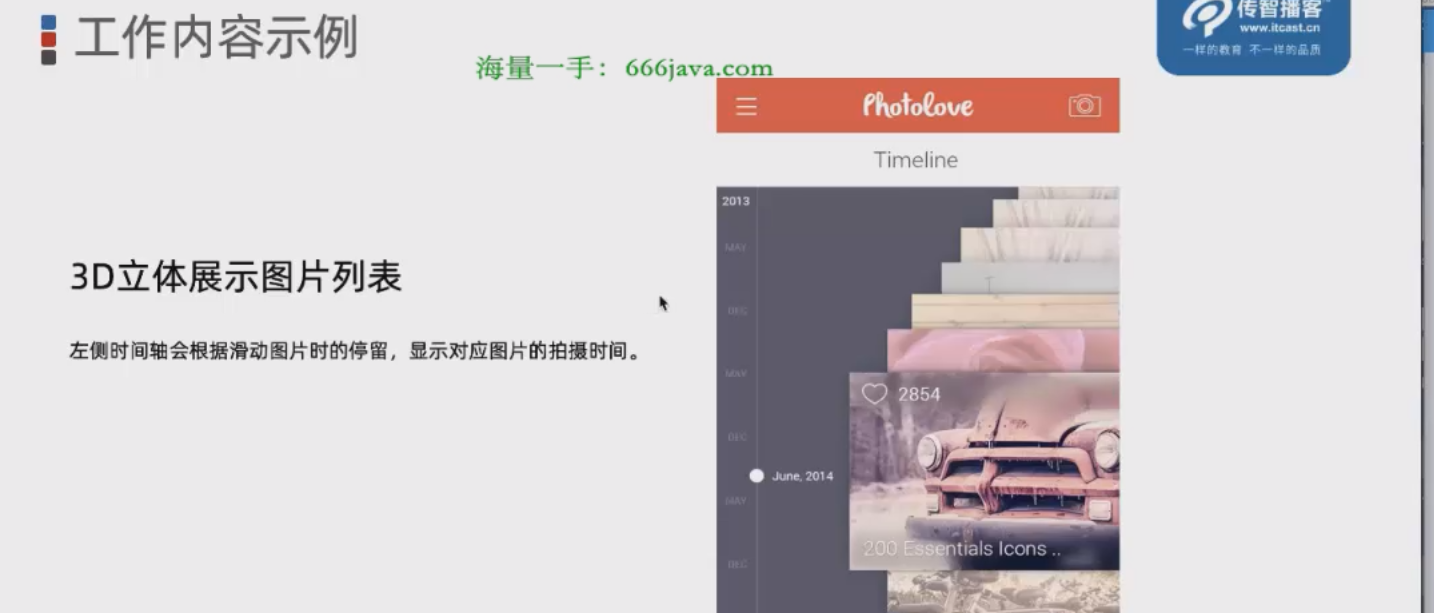 工作内容示例
传智播客
www.itcast.cn
一样的教育 不一样的品质
海量一手：666java.com
Photolove
Timeline
3D立体展示图片列表
左侧时间轴会根据滑动图片时的停留，显示对应图片的拍摄时间。
2013
MAY
DEC
MAY
DEC
June, 2014
MAY
DEC
2854
200 Essentials Icons ..